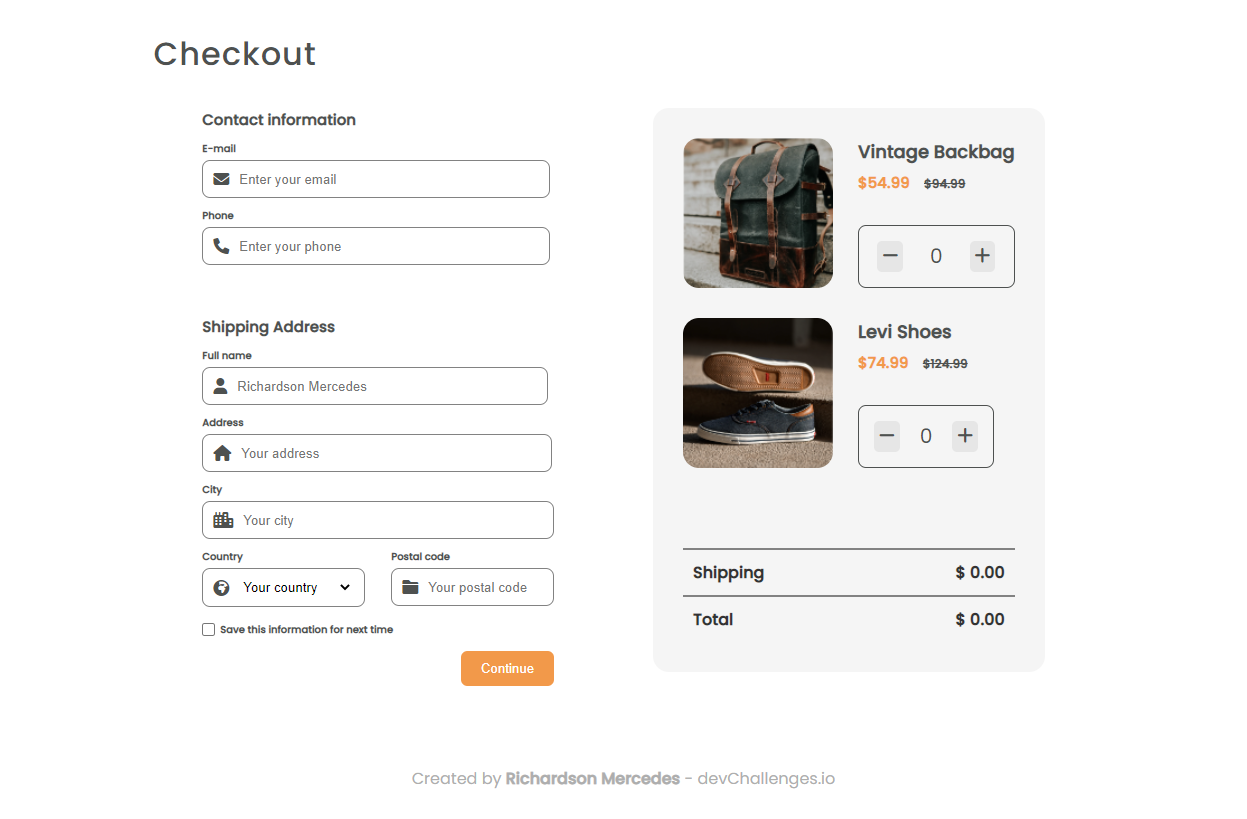 Checkout
Contact information
E-mail
Enter your email
Phone
Enter your phone
Shipping Address
Full name
Richardson Mercedes
Address
Your address
City
Your city
Country
Postal code
Your country
Your postal code
Save this information for next time
Continue
Vintage Backbag
$54.99 $94.99
0
Levi Shoes
$74.99 $124.99
0
Shipping $ 0.00
Total $ 0.00
Created by Richardson Mercedes - devChallenges.io